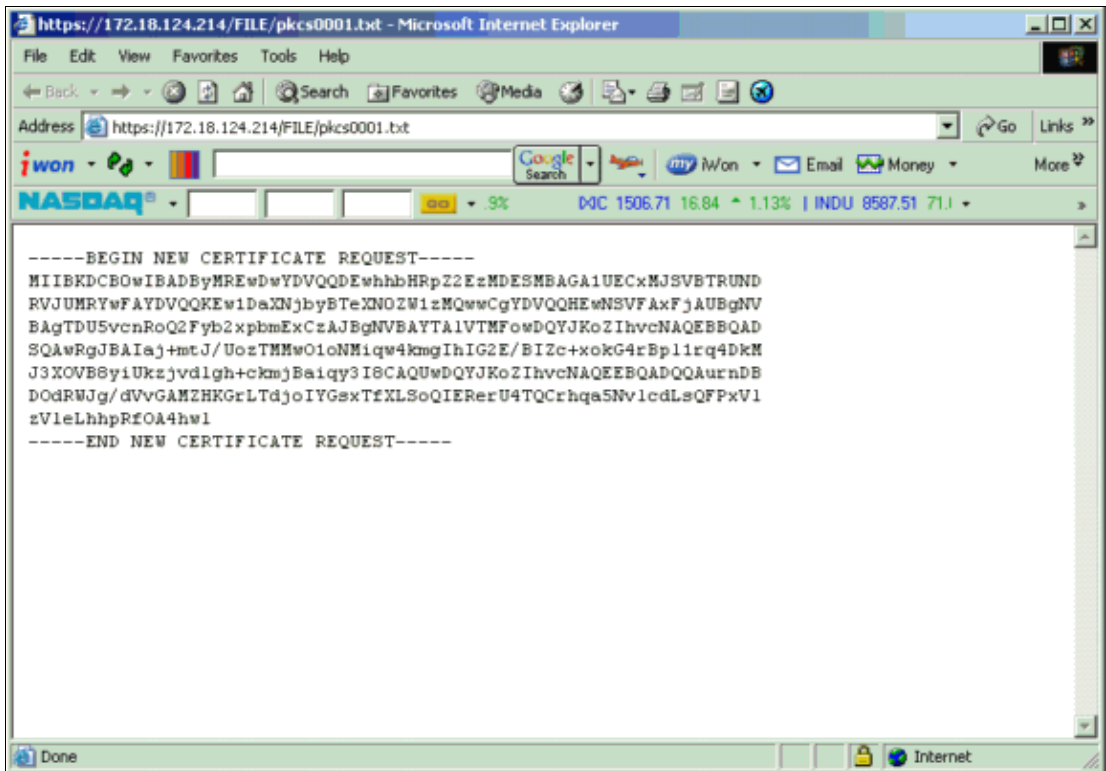 https://172.18.124.214/FILE/pkcs0001.txt - Microsoft Internet Explorer
File Edit View Favorites Tools Help
Back Search Favorites Media
Address https://172.18.124.214/FILE/pkcs0001.txt Go Links »
iwon Google Search iWon Email Money More »
NASDAQ GO .9% IXIC 1506.71 16.84 1.13% | INDU 8587.51 71.
-----BEGIN NEW CERTIFICATE REQUEST-----
MIIBKDCB0wIBADByMREwDwYDVQQDEwhhbHRpZ2EzMDESMBAGA1UECxMJSVBTRUND
RVJUMRYwFAYDVQQKEw1DaXNjbyBTeXN0ZW1zMQwwCgYDVQQHEwNSVFAxFjAUBgNV
BAgTDU5vcnRoQ2Fyb2xpbmExCzAJBgNVBAYTAlVTMFowDQYJKoZIhvcNAQEBBQAD
SQAwRgJBAIaj+mtJ/UozTMMwO1oNMiqw4kmgIhIG2E/BIZc+xokG4rBpl1rq4DkM
J3XOVB8yiUkzjvdlgh+ckmjBaiqy3I8CAQUwDQYJKoZIhvcNAQEEBQADQQAurnDB
DOdRWJg/dVvGAMZHKGrLTdjoIYGsxTfXLSoQIERerU4TQCrhqa5NvlcdLsQFPxVl
zVleLhhpRfOA4hwl
-----END NEW CERTIFICATE REQUEST-----
Done Internet